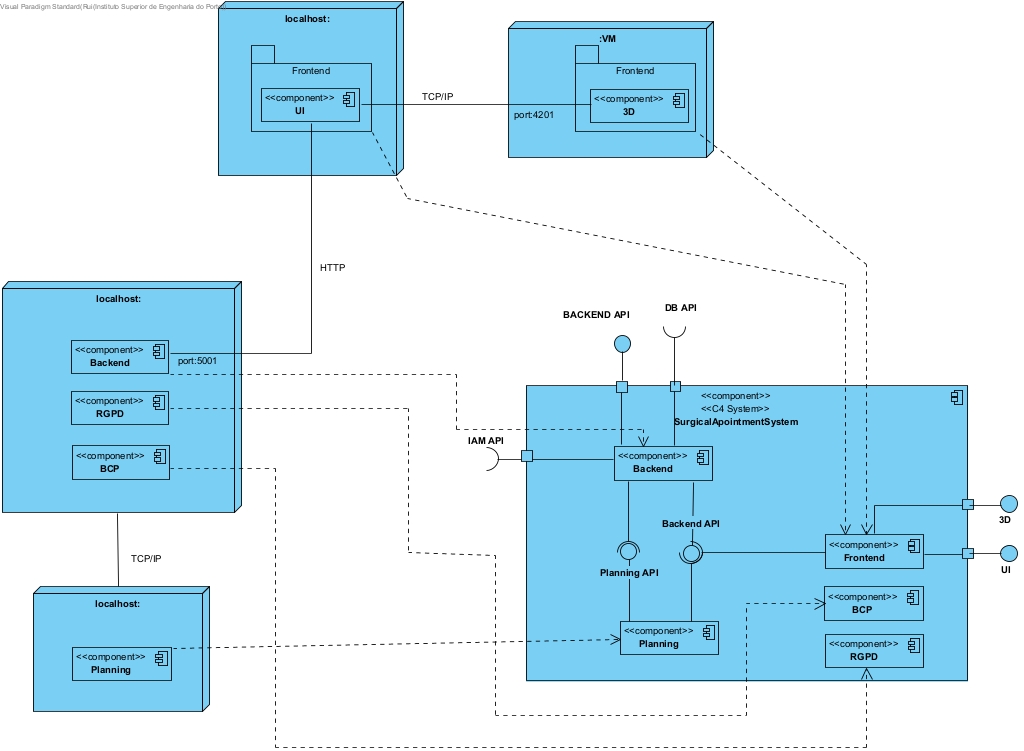 Visual Paradigm Standard(Rui(Instituto Superior de Engenharia do Porto
localhost:
Frontend
<<component>>
UI
TCP/IP
:VM
Frontend
<<component>>
3D
port:4201
HTTP
localhost:
<<component>>
Backend
port:5001
<<component>>
RGPD
<<component>>
BCP
TCP/IP
localhost:
<<component>>
Planning
BACKEND API
DB API
IAM API
<<component>>
<<C4 System>>
SurgicalApointmentSystem
<<component>>
Backend
Backend API
Planning API
<<component>>
Planning
<<component>>
Frontend
<<component>>
BCP
<<component>>
RGPD
3D
UI